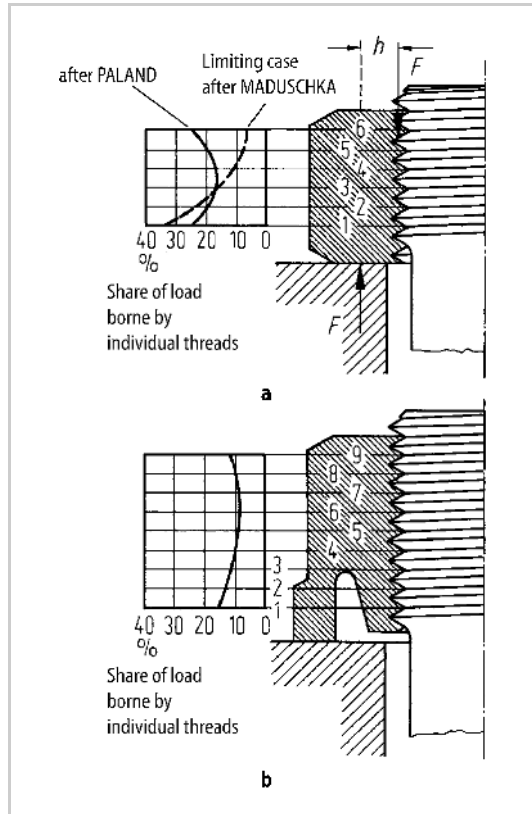 after PALAND
Limiting case
after MADUSCHKA
h
F
6
5 4
3 2
1
40 30 20 10 0
%
Share of load
borne by
individual threads
F
a
9
8
7
6
5
4
3
2
1
40 30 20 10 0
%
Share of load
borne by
individual threads
b